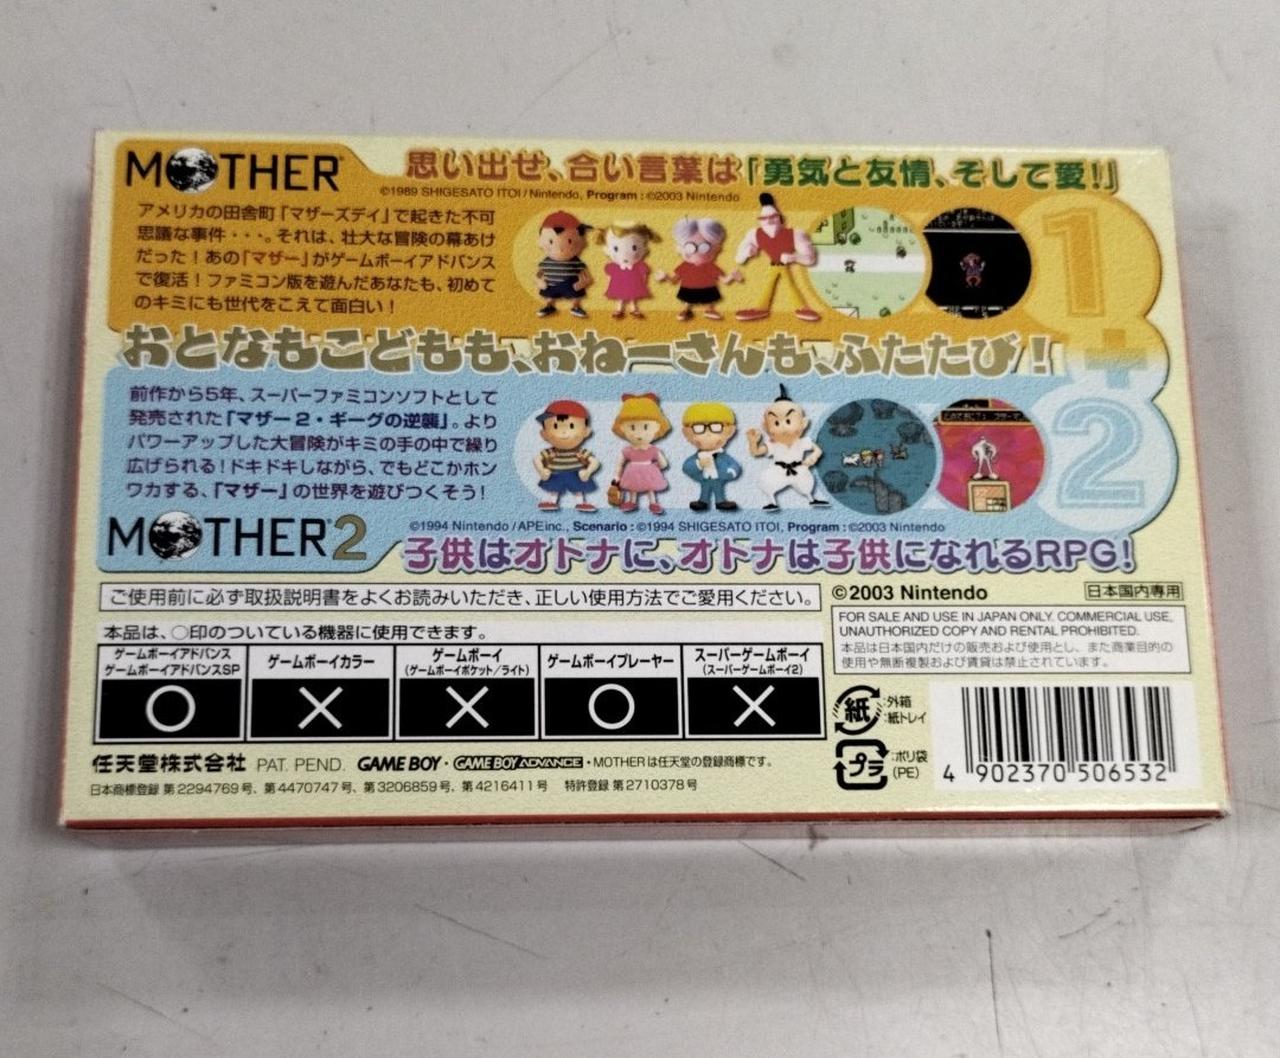 MOTHER
思い出せ、合い言葉は「勇気と友情、そして愛!」
©1989 SHIGESATO ITOI / Nintendo, Program : ©2003 Nintendo
アメリカの田舎町「マザーズデイ」で起きた不可
思議な事件・・・。それは、壮大な冒険の幕あけ
だった!あの「マザー」がゲームボーイアドバンス
で復活!ファミコン版を遊んだあなたも、初めて
のキミにも世代をこえて面白い!
1+2
おとなもこどもも、おねーさんも、ふたたび!
前作から5年、スーパーファミコンソフトとして
発売された「マザー2・ギーグの逆襲」。より
パワーアップした大冒険がキミの手の中で繰り
広げられる!ドキドキしながら、でもどこかホン
ワカする、「マザー」の世界を遊びつくそう!
MOTHER2
©1994 Nintendo / APE inc., Scenario : ©1994 SHIGESATO ITOI, Program : ©2003 Nintendo
子供はオトナに、オトナは子供になれるRPG!
ご使用前に必ず取扱説明書をよくお読みいただき、正しい使用方法でご愛用ください。
©2003 Nintendo
日本国内専用
FOR SALE AND USE IN JAPAN ONLY. COMMERCIAL USE,
UNAUTHORIZED COPY AND RENTAL PROHIBITED.
本品は日本国内だけの販売および使用とし、また商業目的の
使用や無断複製および賃貸は禁止されています。
本品は、○印のついている機器に使用できます。
ゲームボーイアドバンス
ゲームボーイアドバンスSP
ゲームボーイカラー
ゲームボーイ
(ゲームボーイポケット/ライト)
ゲームボーイプレーヤー
スーパーゲームボーイ
(スーパーゲームボーイ2)
○ × × ○ ×
紙
:外箱
:紙トレイ
プラ
:ポリ袋
(PE)
4 902370 506532
任天堂株式会社 PAT. PEND. GAME BOY・GAME BOY ADVANCE・MOTHERは任天堂の登録商標です。
日本商標登録 第2294769号、第4470747号、第3206859号、第4216411号 特許登録 第2710378号